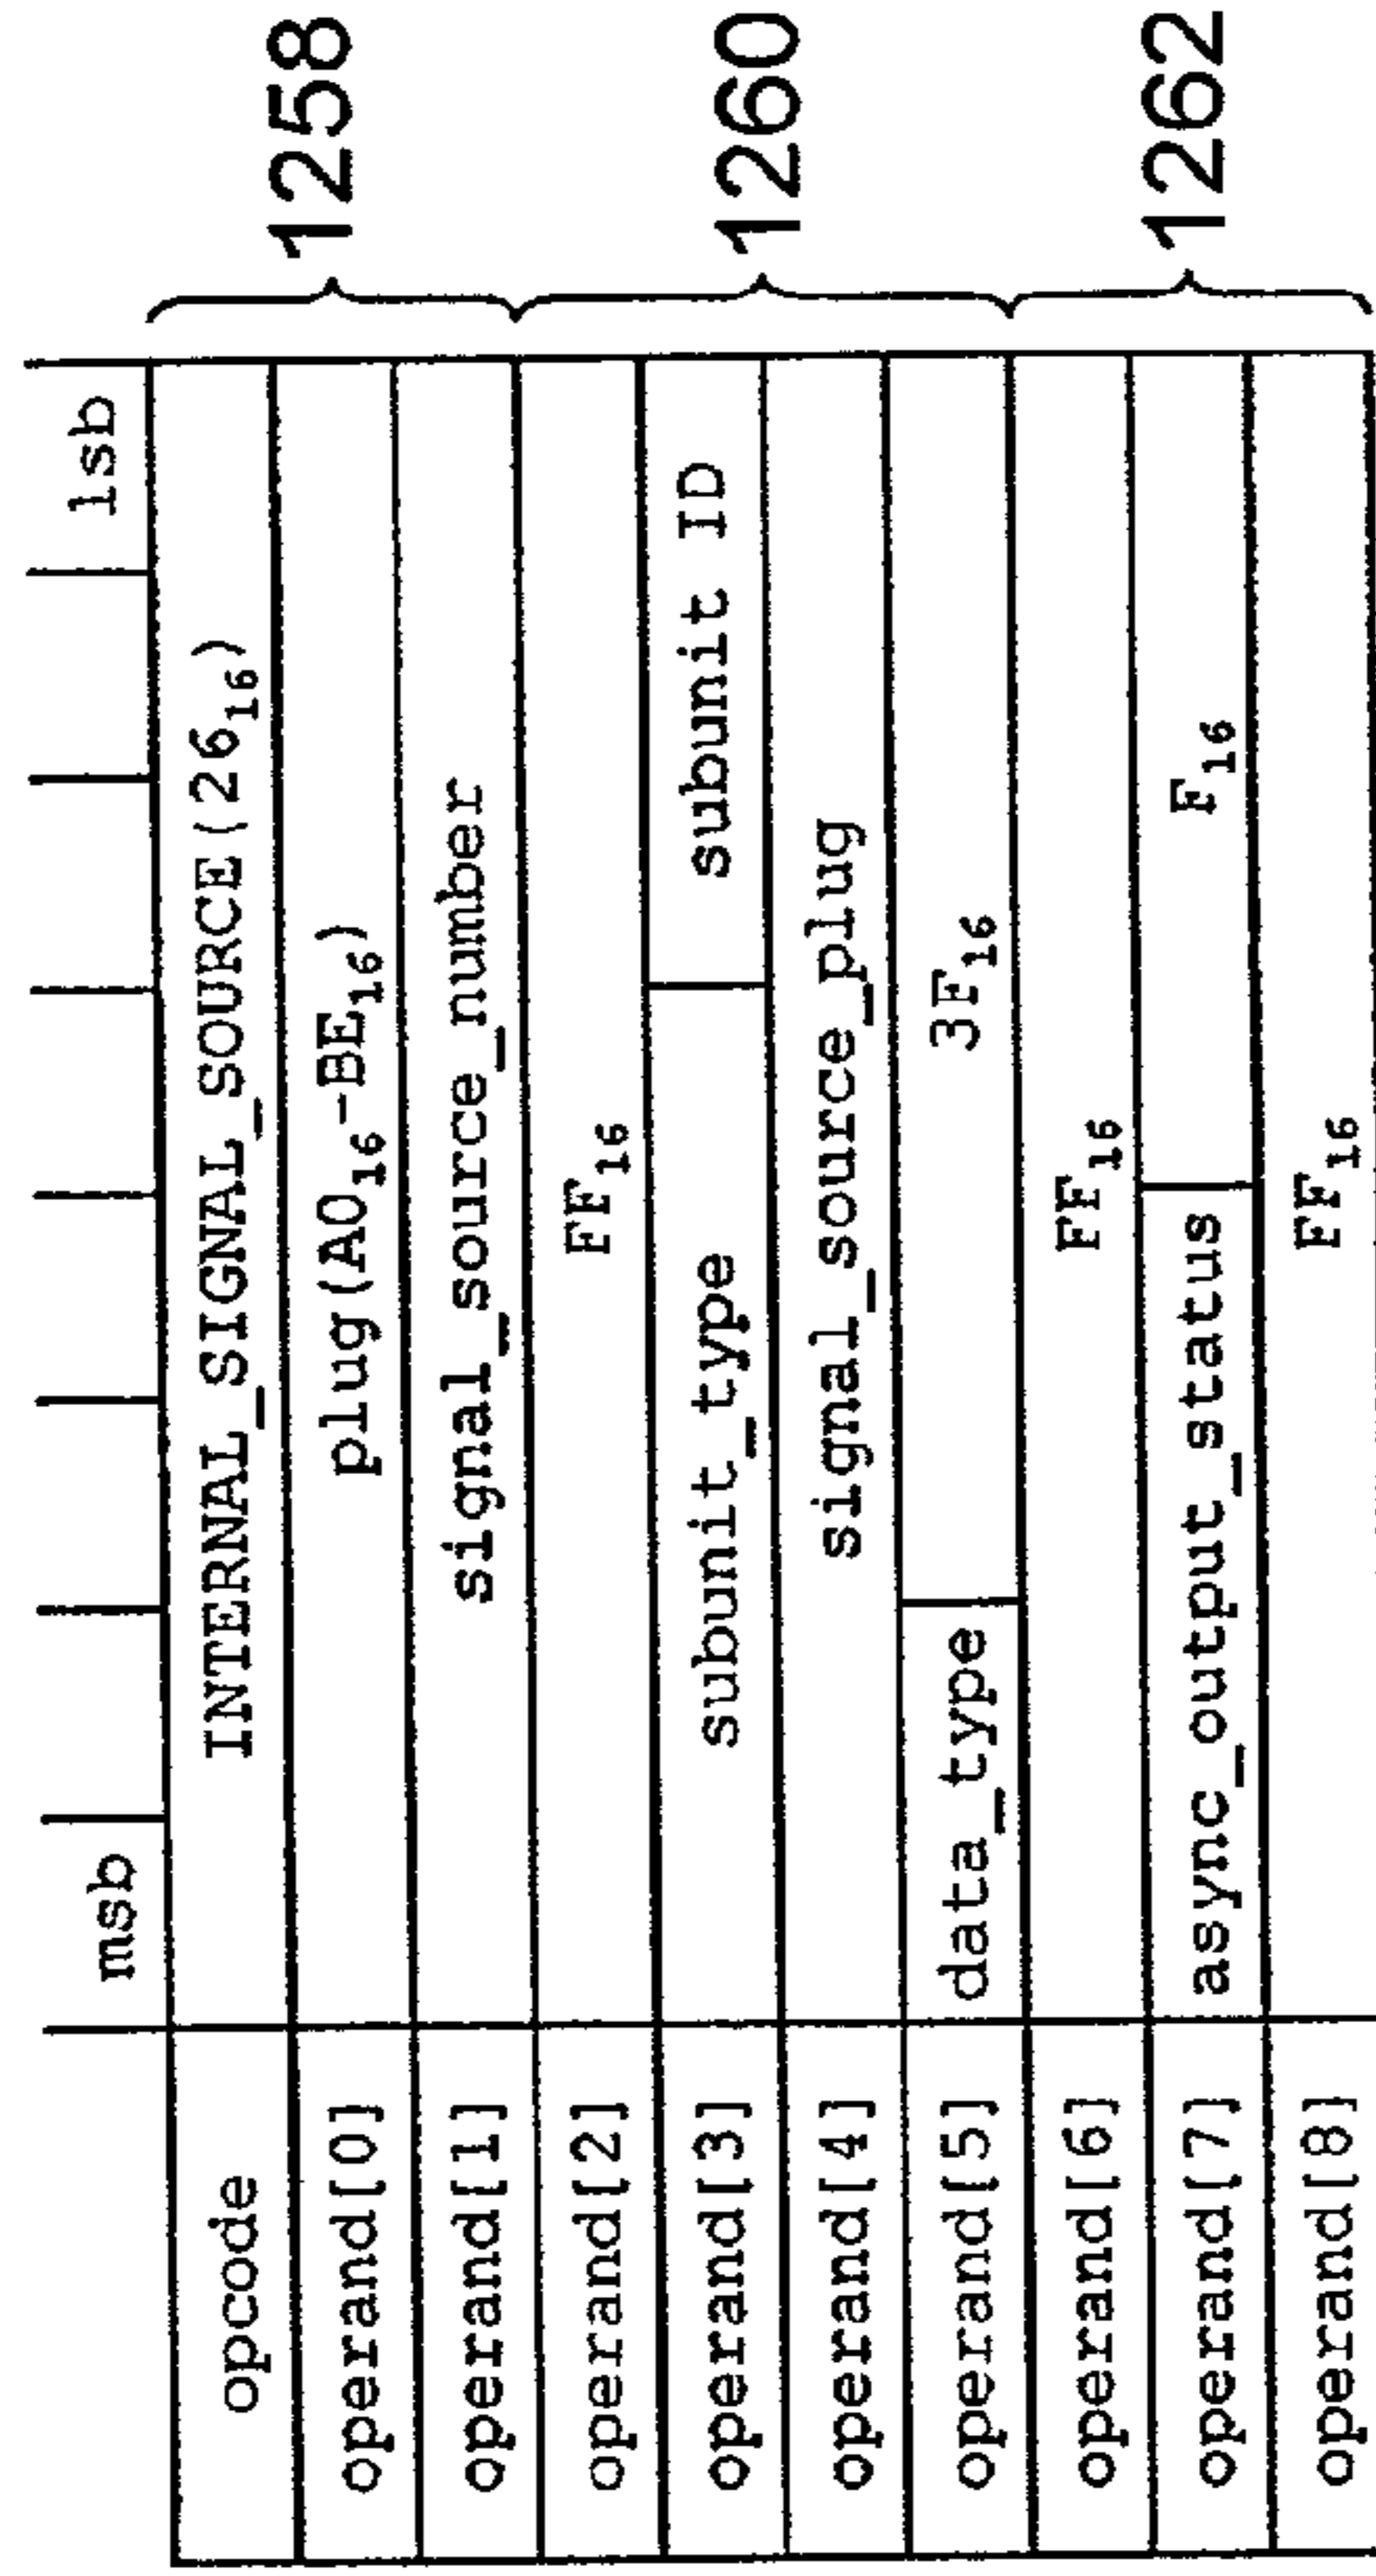 msb lsb
opcode INTERNAL_SIGNAL_SOURCE(26₁₆)
operand[0] plug(A0₁₆-BE₁₆)
operand[1] signal_source_number
1258
operand[2] FF₁₆
operand[3] subunit_type subunit ID
operand[4] signal_source_plug
operand[5] data_type 3F₁₆
1260
operand[6] FF₁₆
operand[7] async_output_status F₁₆
operand[8] FF₁₆
1262